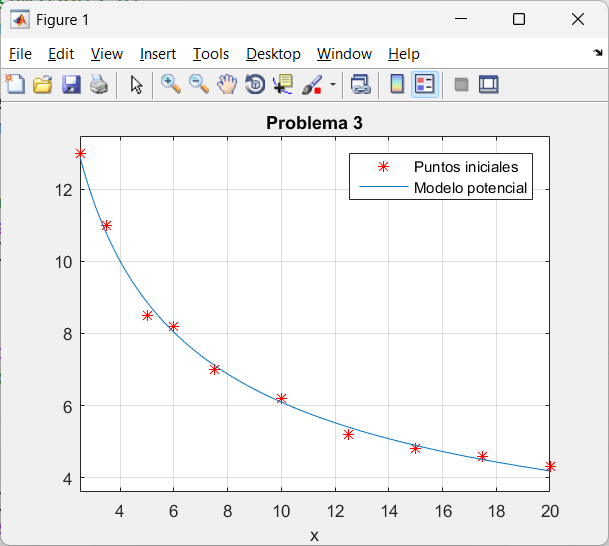 Figure 1
File Edit View Insert Tools Desktop Window Help
Problema 3
Puntos iniciales
Modelo potencial
12
10
8
6
4
4 6 8 10 12 14 16 18 20
x